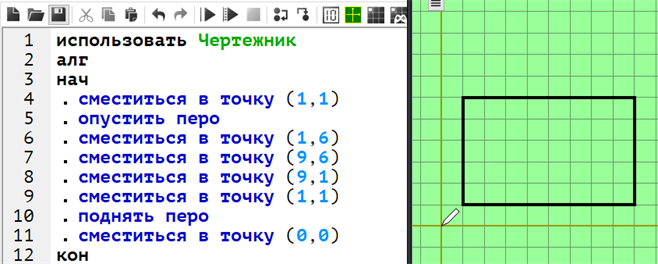 1 использовать Чертежник
2 алг
3 нач
4 . сместиться в точку (1,1)
5 . опустить перо
6 . сместиться в точку (1,6)
7 . сместиться в точку (9,6)
8 . сместиться в точку (9,1)
9 . сместиться в точку (1,1)
10 . поднять перо
11 . сместиться в точку (0,0)
12 кон